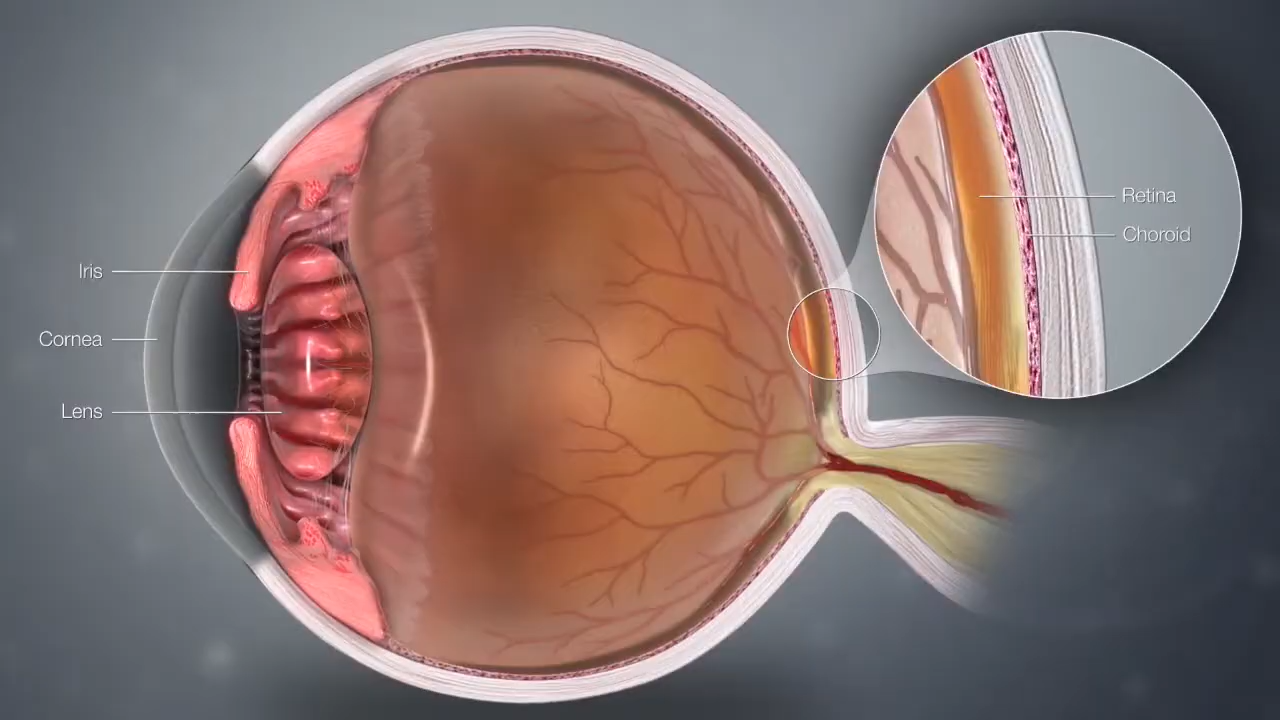 Retina
Choroid
Iris
Cornea
Lens